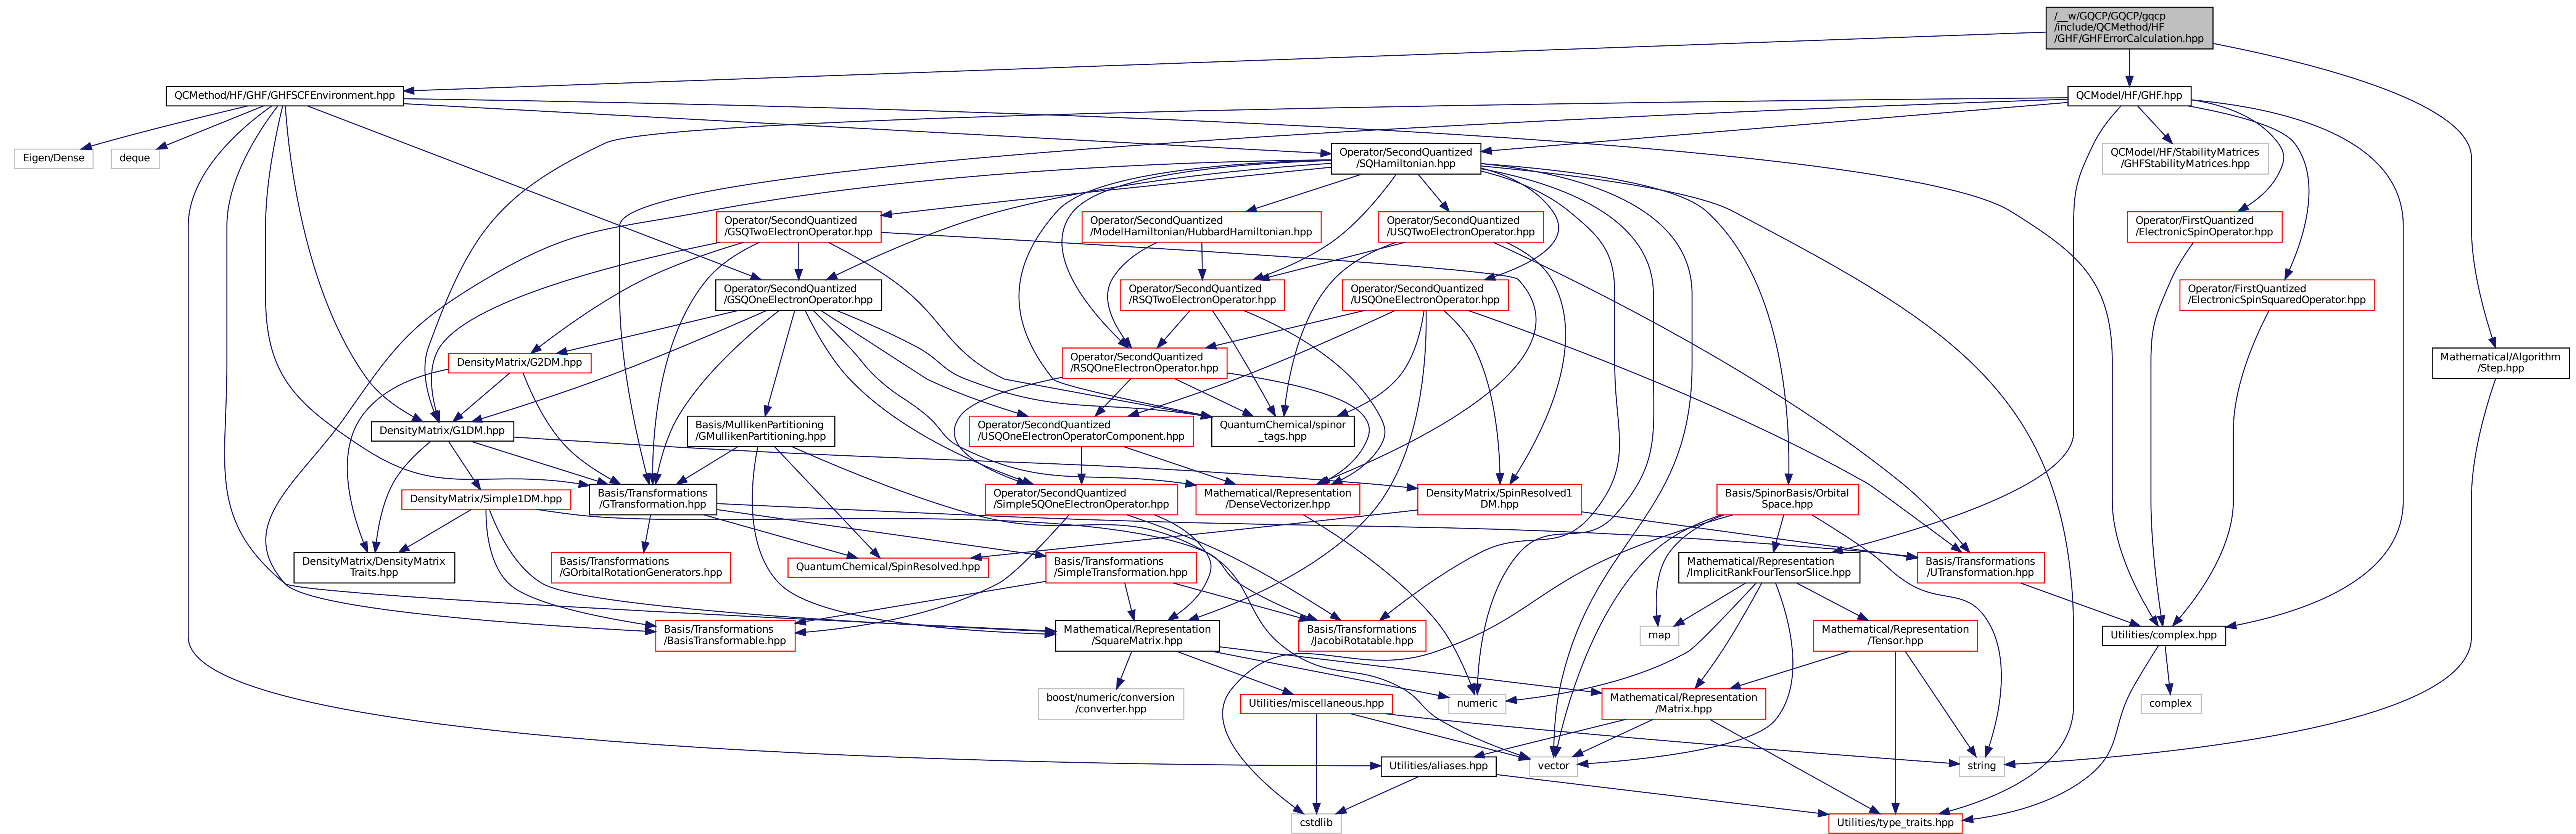 /__w/GQCP/GQCP/gqcp
/include/QCMethod/HF
/GHF/GHFErrorCalculation.hpp
QCMethod/HF/GHF/GHFSCFEnvironment.hpp
QCModel/HF/GHF.hpp
Eigen/Dense
deque
Operator/SecondQuantized
/SQHamiltonian.hpp
QCModel/HF/StabilityMatrices
/GHFStabilityMatrices.hpp
Operator/SecondQuantized
/GSQTwoElectronOperator.hpp
Operator/SecondQuantized
/ModelHamiltonian/HubbardHamiltonian.hpp
Operator/SecondQuantized
/USQTwoElectronOperator.hpp
Operator/FirstQuantized
/ElectronicSpinOperator.hpp
Operator/SecondQuantized
/GSQOneElectronOperator.hpp
Operator/SecondQuantized
/RSQTwoElectronOperator.hpp
Operator/SecondQuantized
/USQOneElectronOperator.hpp
Operator/FirstQuantized
/ElectronicSpinSquaredOperator.hpp
DensityMatrix/G2DM.hpp
Operator/SecondQuantized
/RSQOneElectronOperator.hpp
Mathematical/Algorithm
/Step.hpp
DensityMatrix/G1DM.hpp
Basis/MullikenPartitioning
/GMullikenPartitioning.hpp
Operator/SecondQuantized
/USQOneElectronOperatorComponent.hpp
QuantumChemical/spinor
_tags.hpp
DensityMatrix/Simple1DM.hpp
Basis/Transformations
/GTransformation.hpp
Operator/SecondQuantized
/SimpleSQOneElectronOperator.hpp
Mathematical/Representation
/DenseVectorizer.hpp
DensityMatrix/SpinResolved1
DM.hpp
Basis/SpinorBasis/Orbital
Space.hpp
DensityMatrix/DensityMatrix
Traits.hpp
Basis/Transformations
/GOrbitalRotationGenerators.hpp
QuantumChemical/SpinResolved.hpp
Basis/Transformations
/SimpleTransformation.hpp
Mathematical/Representation
/ImplicitRankFourTensorSlice.hpp
Basis/Transformations
/UTransformation.hpp
Basis/Transformations
/BasisTransformable.hpp
Mathematical/Representation
/SquareMatrix.hpp
Basis/Transformations
/JacobiRotatable.hpp
map
Mathematical/Representation
/Tensor.hpp
Utilities/complex.hpp
boost/numeric/conversion
/converter.hpp
Utilities/miscellaneous.hpp
numeric
Mathematical/Representation
/Matrix.hpp
complex
Utilities/aliases.hpp
vector
string
cstdlib
Utilities/type_traits.hpp